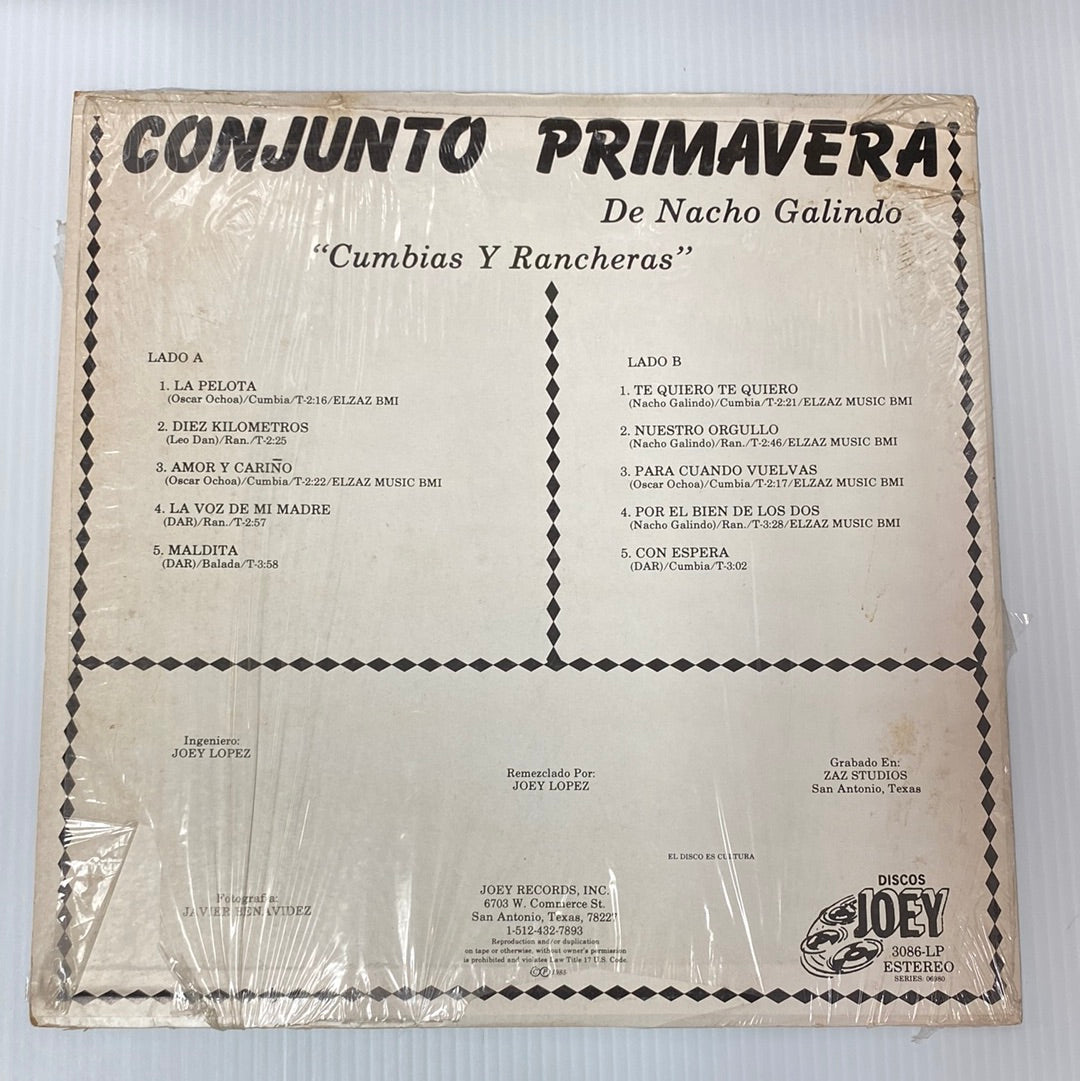 CONJUNTO PRIMAVERA
De Nacho Galindo
“Cumbias Y Rancheras”
LADO A
1. LA PELOTA
(Oscar Ochoa)/Cumbia/T-2:16/ELZAZ BMI
2. DIEZ KILOMETROS
(Leo Dan)/Ran./T-2:25
3. AMOR Y CARIÑO
(Oscar Ochoa)/Cumbia/T-2:22/ELZAZ MUSIC BMI
4. LA VOZ DE MI MADRE
(DAR)/Ran./T-2:57
5. MALDITA
(DAR)/Balada/T-3:58
LADO B
1. TE QUIERO TE QUIERO
(Nacho Galindo)/Cumbia/T-2:21/ELZAZ MUSIC BMI
2. NUESTRO ORGULLO
(Nacho Galindo)/Ran./T-2:46/ELZAZ MUSIC BMI
3. PARA CUANDO VUELVAS
(Oscar Ochoa)/Cumbia/T-2:17/ELZAZ MUSIC BMI
4. POR EL BIEN DE LOS DOS
(Nacho Galindo)/Ran./T-3:28/ELZAZ MUSIC BMI
5. CON ESPERA
(DAR)/Cumbia/T-3:02
Ingeniero:
JOEY LOPEZ
Remezclado Por:
JOEY LOPEZ
Grabado En:
ZAZ STUDIOS
San Antonio, Texas
EL DISCO ES CULTURA
Fotografia:
JAVIER BENAVIDEZ
JOEY RECORDS, INC.
6703 W. Commerce St.
San Antonio, Texas, 78227
1-512-432-7893
Reproduction and/or duplication
on tape or otherwise, without owner's permission
is prohibited and violates Law Title 17 U.S. Code.
©℗ 1985
DISCOS
JOEY
3086-LP
ESTEREO
SERIES: 06980